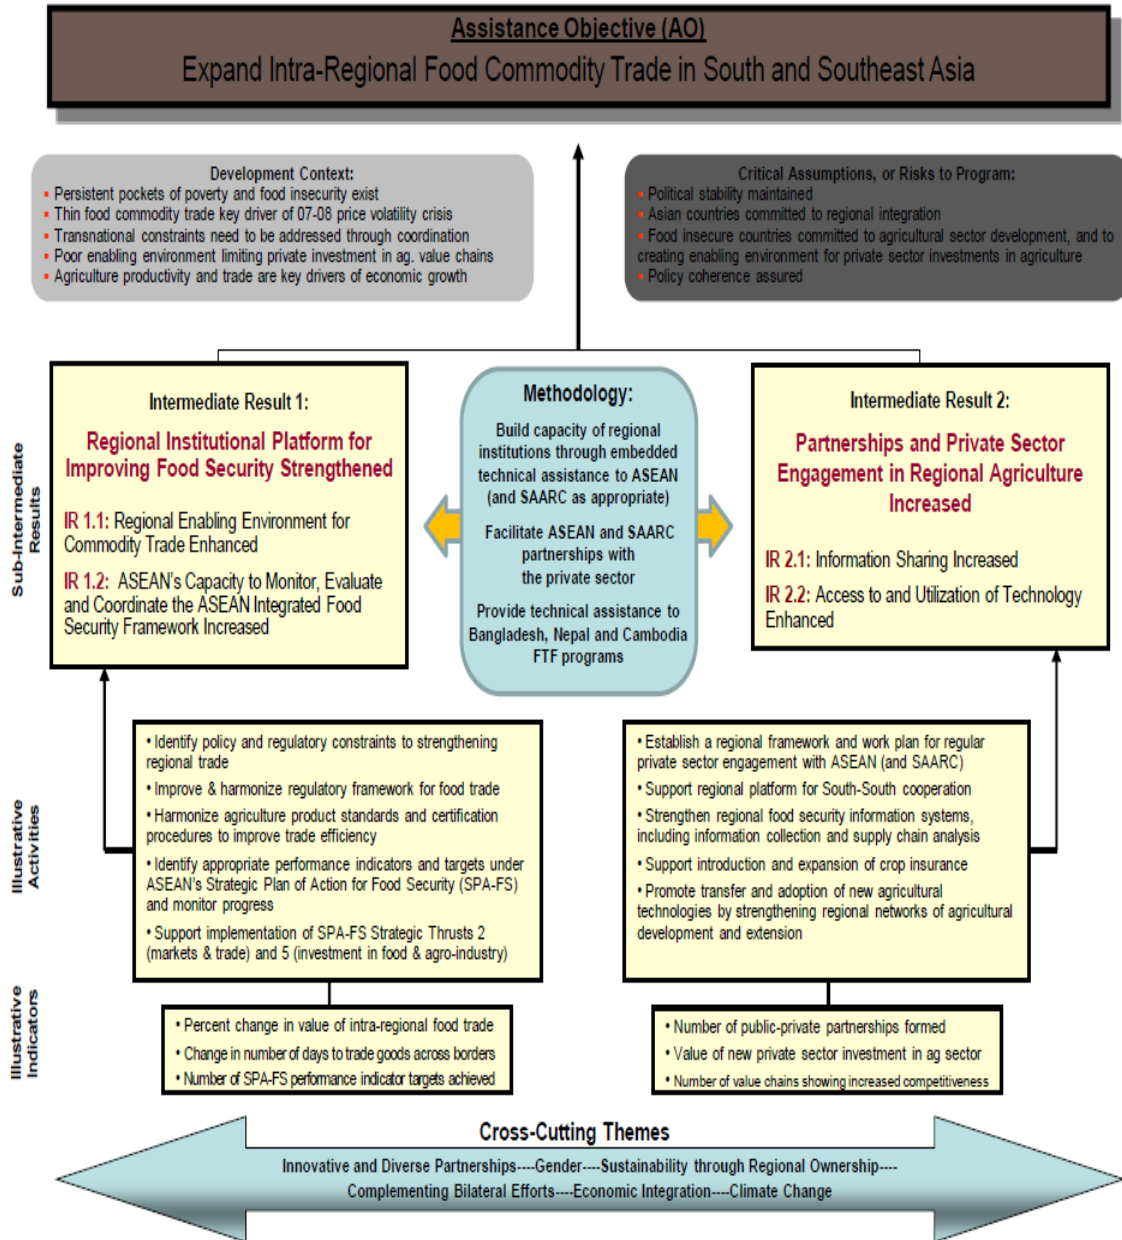 Assistance Objective (AO)
Expand Intra-Regional Food Commodity Trade in South and Southeast Asia
Development Context:
▪ Persistent pockets of poverty and food insecurity exist
▪ Thin food commodity trade key driver of 07-08 price volatility crisis
▪ Transnational constraints need to be addressed through coordination
▪ Poor enabling environment limiting private investment in ag. value chains
▪ Agriculture productivity and trade are key drivers of economic growth
Critical Assumptions, or Risks to Program:
▪ Political stability maintained
▪ Asian countries committed to regional integration
▪ Food insecure countries committed to agricultural sector development, and to
creating enabling environment for private sector investments in agriculture
▪ Policy coherence assured
Sub-Intermediate
Results
Intermediate Result 1:
Regional Institutional Platform for
Improving Food Security Strengthened
IR 1.1: Regional Enabling Environment for
Commodity Trade Enhanced
IR 1.2: ASEAN's Capacity to Monitor, Evaluate
and Coordinate the ASEAN Integrated Food
Security Framework Increased
Methodology:
Build capacity of regional
institutions through embedded
technical assistance to ASEAN
(and SAARC as appropriate)
Facilitate ASEAN and SAARC
partnerships with
the private sector
Provide technical assistance to
Bangladesh, Nepal and Cambodia
FTF programs
Intermediate Result 2:
Partnerships and Private Sector
Engagement in Regional Agriculture
Increased
IR 2.1: Information Sharing Increased
IR 2.2: Access to and Utilization of Technology
Enhanced
Illustrative
Activities
• Identify policy and regulatory constraints to strengthening
regional trade
• Improve & harmonize regulatory framework for food trade
• Harmonize agriculture product standards and certification
procedures to improve trade efficiency
• Identify appropriate performance indicators and targets under
ASEAN's Strategic Plan of Action for Food Security (SPA-FS)
and monitor progress
• Support implementation of SPA-FS Strategic Thrusts 2
(markets & trade) and 5 (investment in food & agro-industry)
• Establish a regional framework and work plan for regular
private sector engagement with ASEAN (and SAARC)
• Support regional platform for South-South cooperation
• Strengthen regional food security information systems,
including information collection and supply chain analysis
• Support introduction and expansion of crop insurance
• Promote transfer and adoption of new agricultural
technologies by strengthening regional networks of agricultural
development and extension
Illustrative
Indicators
• Percent change in value of intra-regional food trade
• Change in number of days to trade goods across borders
• Number of SPA-FS performance indicator targets achieved
• Number of public-private partnerships formed
• Value of new private sector investment in ag sector
• Number of value chains showing increased competitiveness
Cross-Cutting Themes
Innovative and Diverse Partnerships----Gender----Sustainability through Regional Ownership----
Complementing Bilateral Efforts----Economic Integration----Climate Change